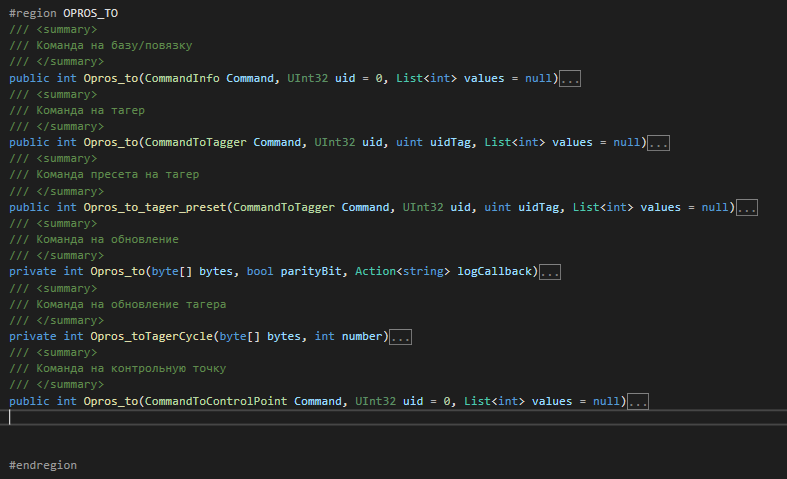 #region OPROS_TO
/// <summary>
/// Команда на базу/повязку
/// </summary>
public int Opros_to(CommandInfo Command, UInt32 uid = 0, List<int> values = null)...
/// <summary>
/// Команда на тагер
/// </summary>
public int Opros_to(CommandToTagger Command, UInt32 uid, uint uidTag, List<int> values = null)...
/// <summary>
/// Команда пресета на тагер
/// </summary>
public int Opros_to_tager_preset(CommandToTagger Command, UInt32 uid, uint uidTag, List<int> values = null)...
/// <summary>
/// Команда на обновление
/// </summary>
private int Opros_to(byte[] bytes, bool parityBit, Action<string> logCallback)...
/// <summary>
/// Команда на обновление тагера
/// </summary>
private int Opros_toTagerCycle(byte[] bytes, int number)...
/// <summary>
/// Команда на контрольную точку
/// </summary>
public int Opros_to(CommandToControlPoint Command, UInt32 uid = 0, List<int> values = null)...
#endregion